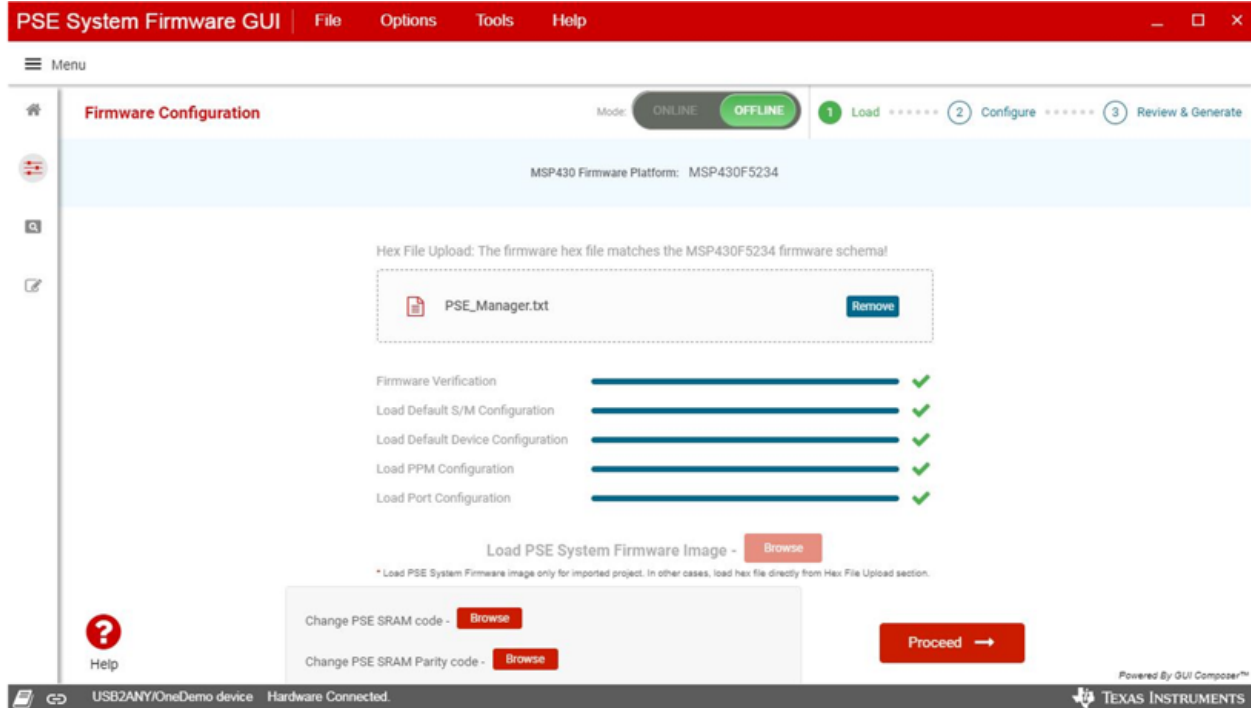 PSE System Firmware GUI File Options Tools Help
Menu
Firmware Configuration Mode: ONLINE OFFLINE 1 Load 2 Configure 3 Review & Generate
MSP430 Firmware Platform: MSP430F5234
Hex File Upload: The firmware hex file matches the MSP430F5234 firmware schema!
PSE_Manager.txt Remove
Firmware Verification
Load Default S/M Configuration
Load Default Device Configuration
Load PPM Configuration
Load Port Configuration
Load PSE System Firmware Image - Browse
* Load PSE System Firmware image only for imported project. In other cases, load hex file directly from Hex File Upload section.
Change PSE SRAM code - Browse
Proceed →
Change PSE SRAM Parity code - Browse
? Help
Powered By GUI Composer™
USB2ANY/OneDemo device Hardware Connected. TEXAS INSTRUMENTS